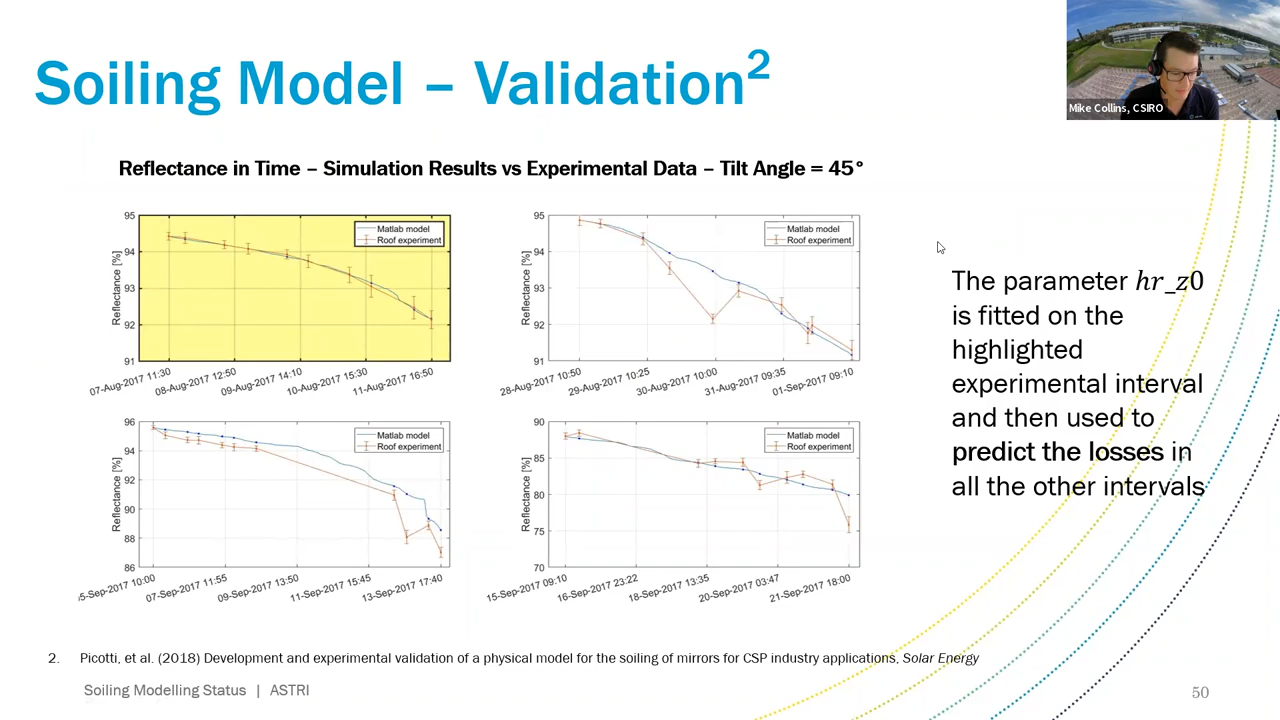 Soiling Model – Validation²
Mike Collins, CSIRO
Reflectance in Time – Simulation Results vs Experimental Data – Tilt Angle = 45°
95
94
93
92
91
Reflectance [%]
Matlab model
Roof experiment
07-Aug-2017 11:30
08-Aug-2017 12:50
09-Aug-2017 14:10
10-Aug-2017 15:30
11-Aug-2017 16:50
95
94
93
92
91
Reflectance [%]
Matlab model
Roof experiment
28-Aug-2017 10:50
29-Aug-2017 10:25
30-Aug-2017 10:00
31-Aug-2017 09:35
01-Sep-2017 09:10
The parameter hr_z0
is fitted on the
highlighted
experimental interval
and then used to
predict the losses in
all the other intervals
96
94
92
90
88
86
Reflectance [%]
Matlab model
Roof experiment
5-Sep-2017 10:00
07-Sep-2017 11:55
09-Sep-2017 13:50
11-Sep-2017 15:45
13-Sep-2017 17:40
90
85
80
75
70
Reflectance [%]
Matlab model
Roof experiment
15-Sep-2017 09:10
16-Sep-2017 23:22
18-Sep-2017 13:35
20-Sep-2017 03:47
21-Sep-2017 18:00
2. Picotti, et al. (2018) Development and experimental validation of a physical model for the soiling of mirrors for CSP industry applications, Solar Energy
Soiling Modelling Status | ASTRI
50